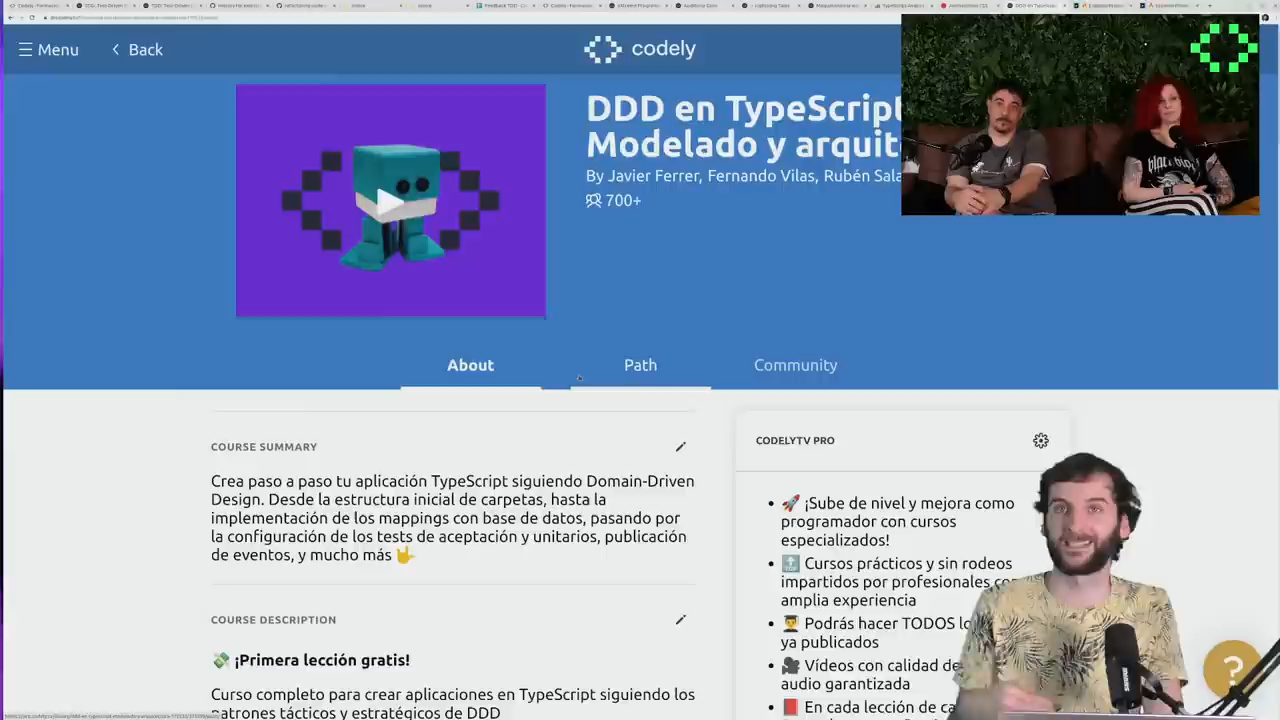 Menu
Back
codely
DDD en TypeScript
Modelado y arquit
By Javier Ferrer, Fernando Vilas, Rubén Sala
700+
About
Path
Community
COURSE SUMMARY
Crea paso a paso tu aplicación TypeScript siguiendo Domain-Driven
Design. Desde la estructura inicial de carpetas, hasta la
implementación de los mappings con base de datos, pasando por
la configuración de los tests de aceptación y unitarios, publicación
de eventos, y mucho más 🤟
COURSE DESCRIPTION
💸 ¡Primera lección gratis!
Curso completo para crear aplicaciones en TypeScript siguiendo los
patrones tácticos y estratégicos de DDD
CODELYTV PRO
• 🚀 ¡Sube de nivel y mejora como
programador con cursos
especializados!
• 🔝 Cursos prácticos y sin rodeos
impartidos por profesionales con
amplia experiencia
• 👨‍🎓 Podrás hacer TODOS lo
ya publicados
• 🎥 Vídeos con calidad de
audio garantizada
• 📕 En cada lección de ca
?